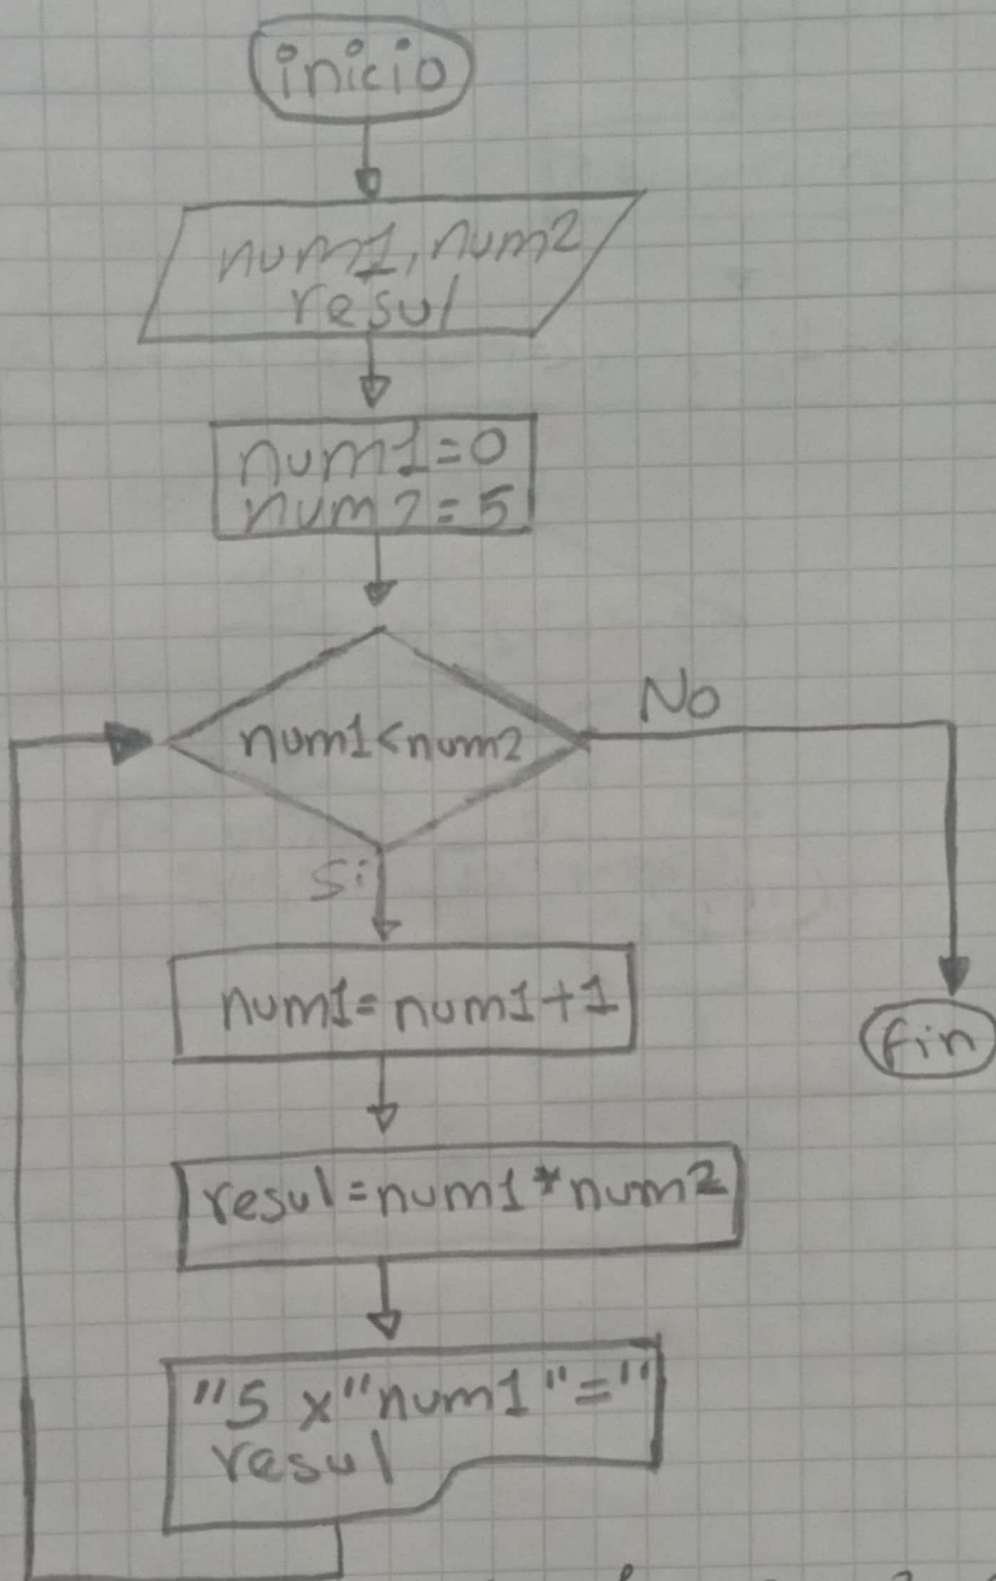 inicio
num1, num2
resul
num1=0
num2=5
num1<num2
No
Si
num1=num1+1
fin
resul=num1*num2
"5 x"num1"="
resul